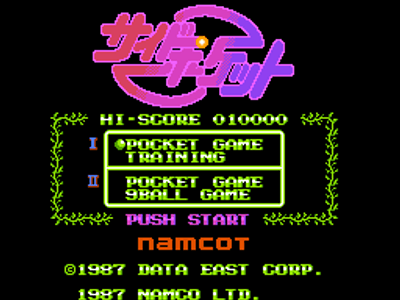 サイドポケット
HI-SCORE 010000
I POCKET GAME
TRAINING
II POCKET GAME
9BALL GAME
PUSH START
namcot
©1987 DATA EAST CORP.
1987 NAMCO LTD.